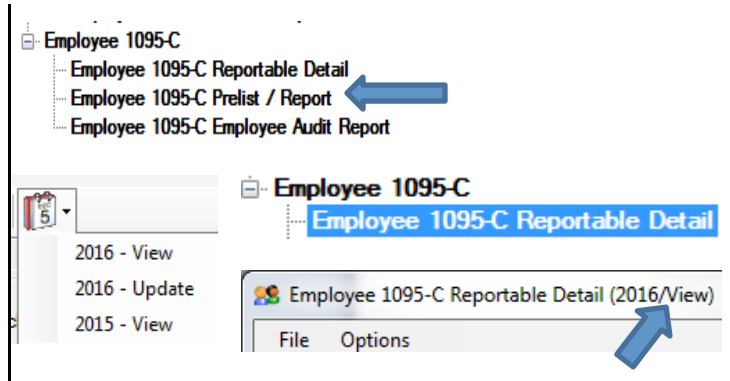 Employee 1095-C
Employee 1095-C Reportable Detail
Employee 1095-C Prelist / Report
Employee 1095-C Employee Audit Report
5
2016 - View
2016 - Update
2015 - View
Employee 1095-C
Employee 1095-C Reportable Detail
Employee 1095-C Reportable Detail (2016/View)
File Options